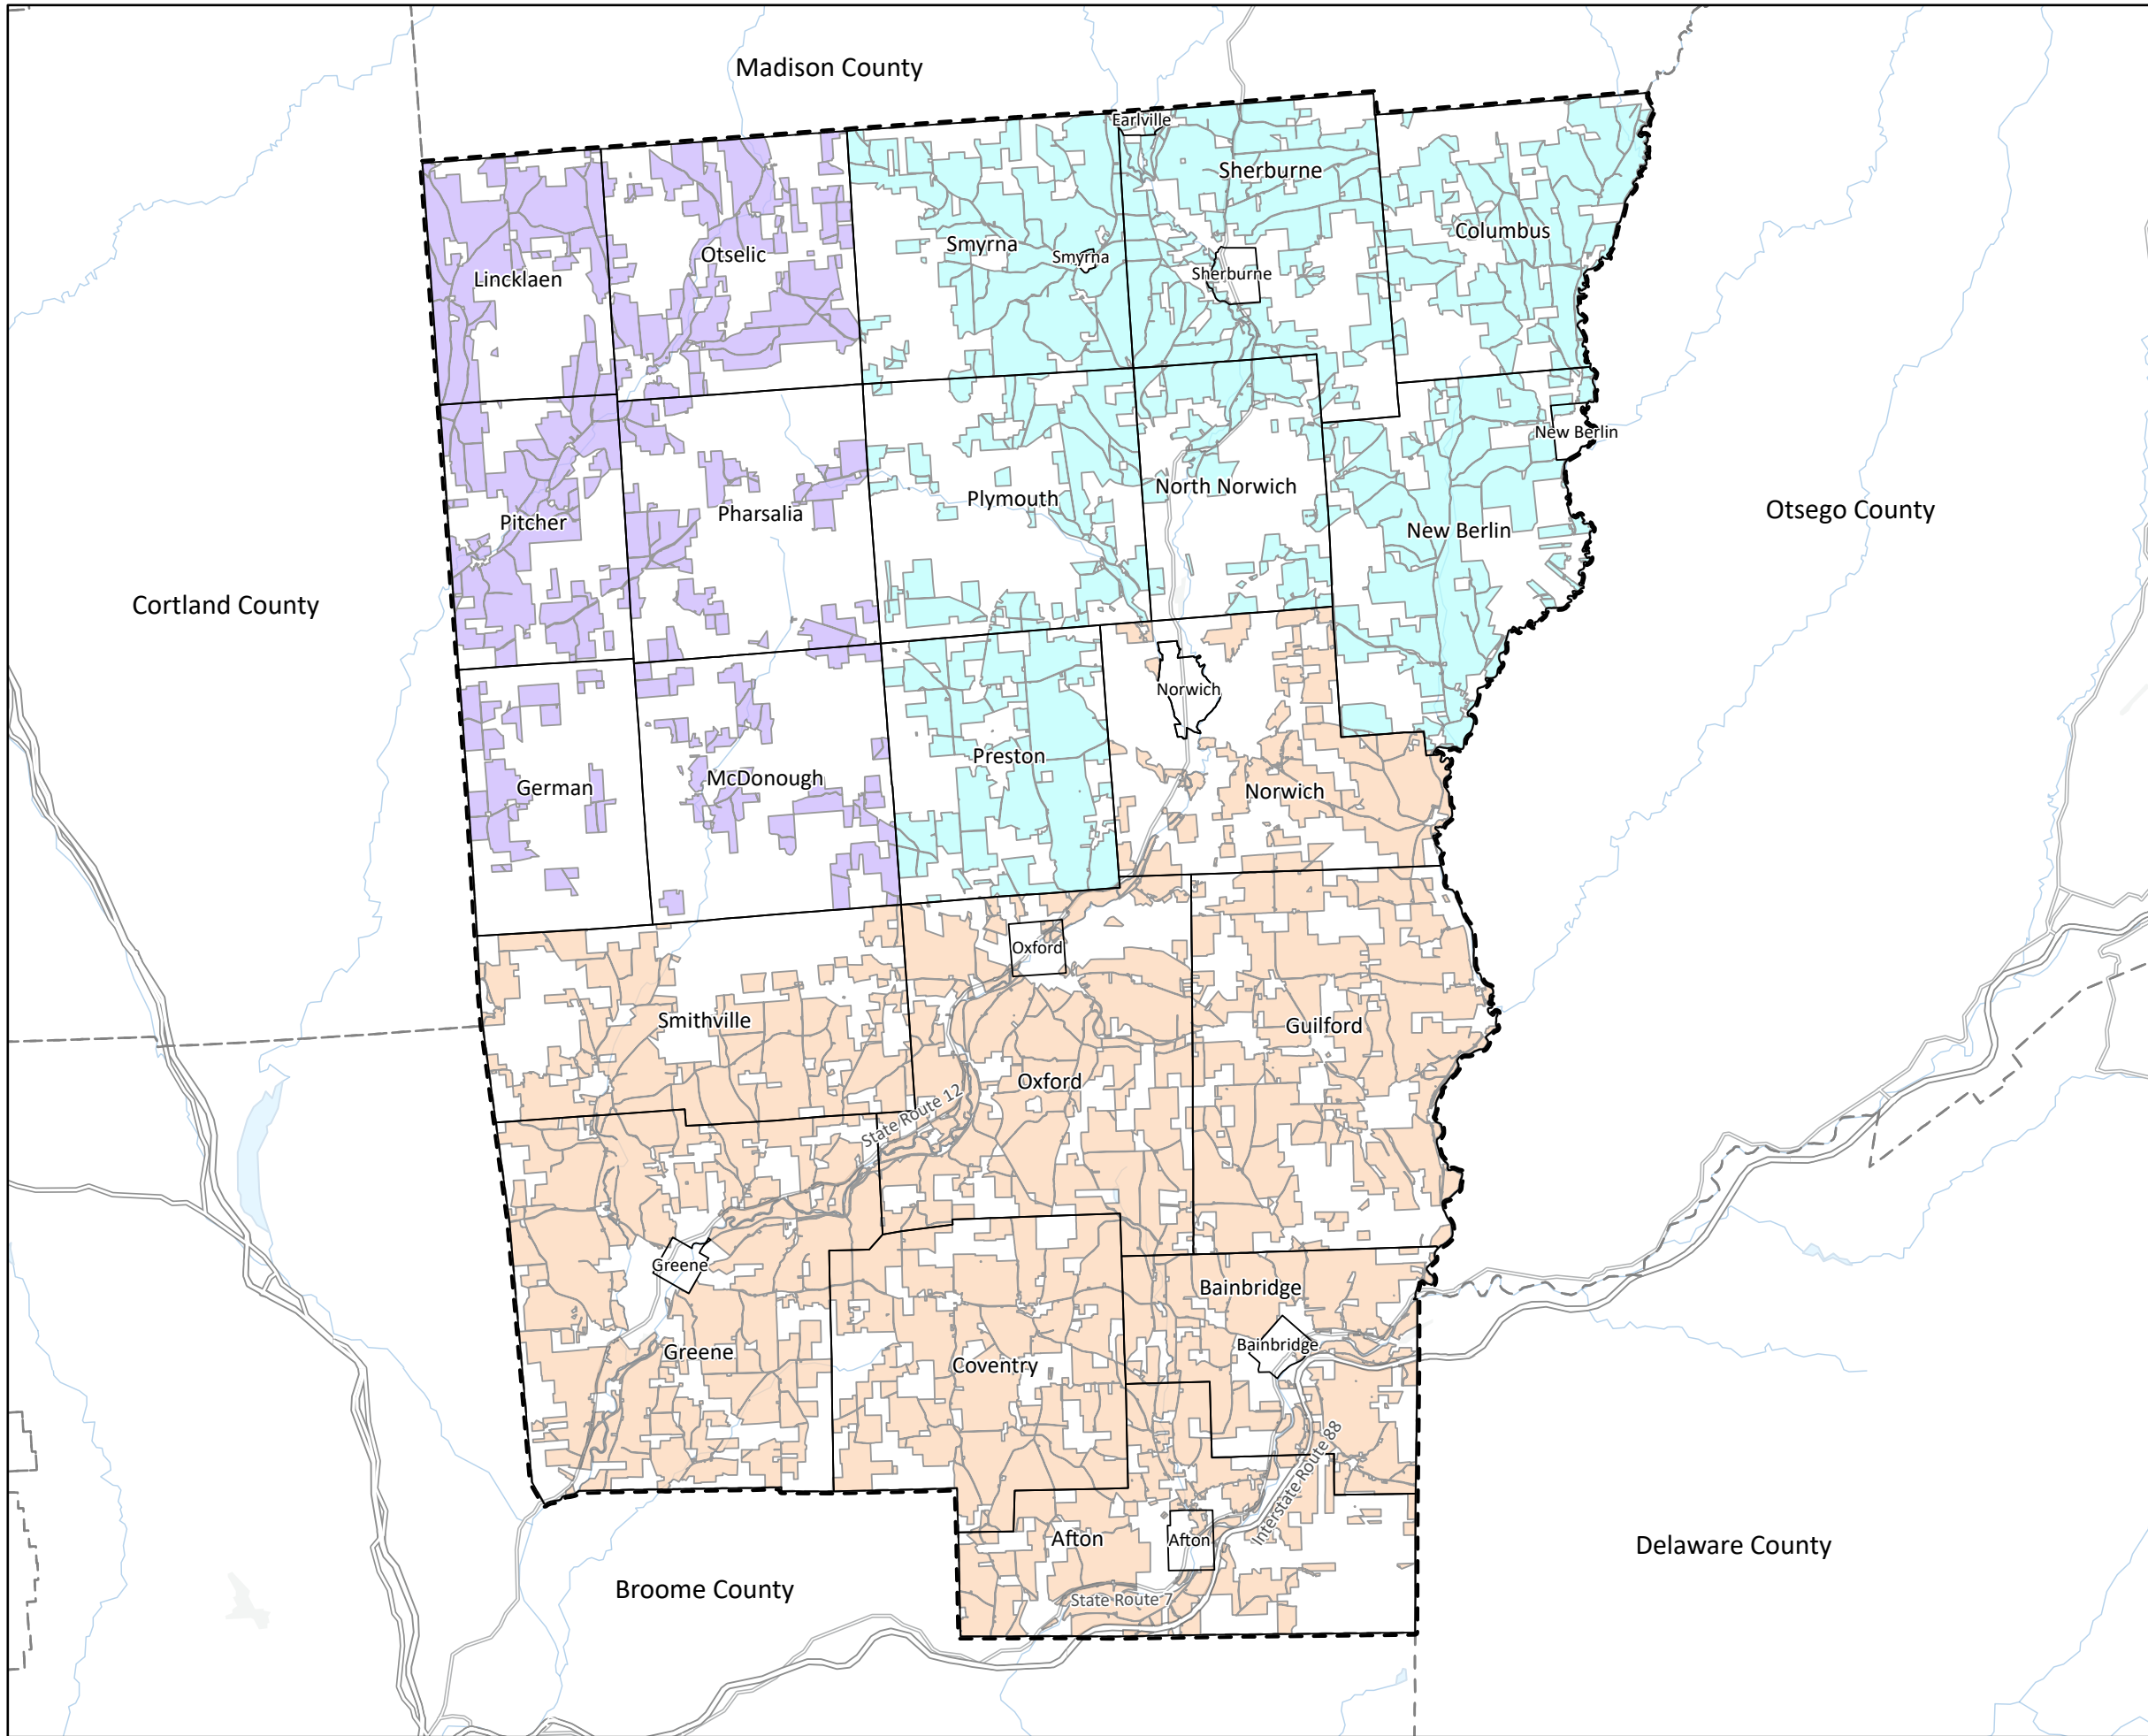 Madison County
Earlville
Sherburne
Columbus
Smyrna
Smyrna
Otselic
Lincklaen
Sherburne
New Berlin
Plymouth
North Norwich
Pharsalia
Pitcher
New Berlin
Otsego County
Cortland County
Norwich
Preston
McDonough
German
Norwich
Oxford
Smithville
Guilford
Oxford
State Route 12
Greene
Bainbridge
Bainbridge
Greene
Coventry
Interstate Route 88
Afton
Afton
Delaware County
Broome County
State Route 7